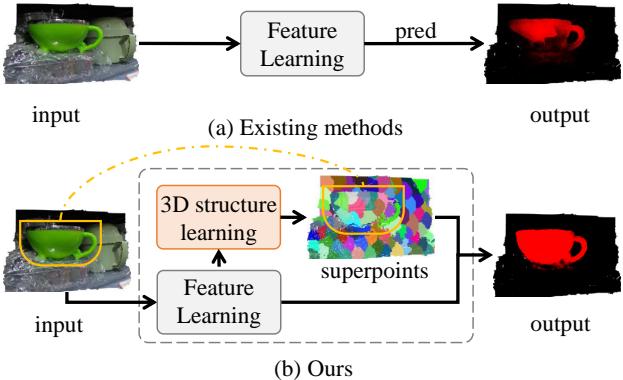 Feature
Learning
pred
input
output
(a) Existing methods
3D structure
learning
superpoints
Feature
Learning
input
output
(b) Ours